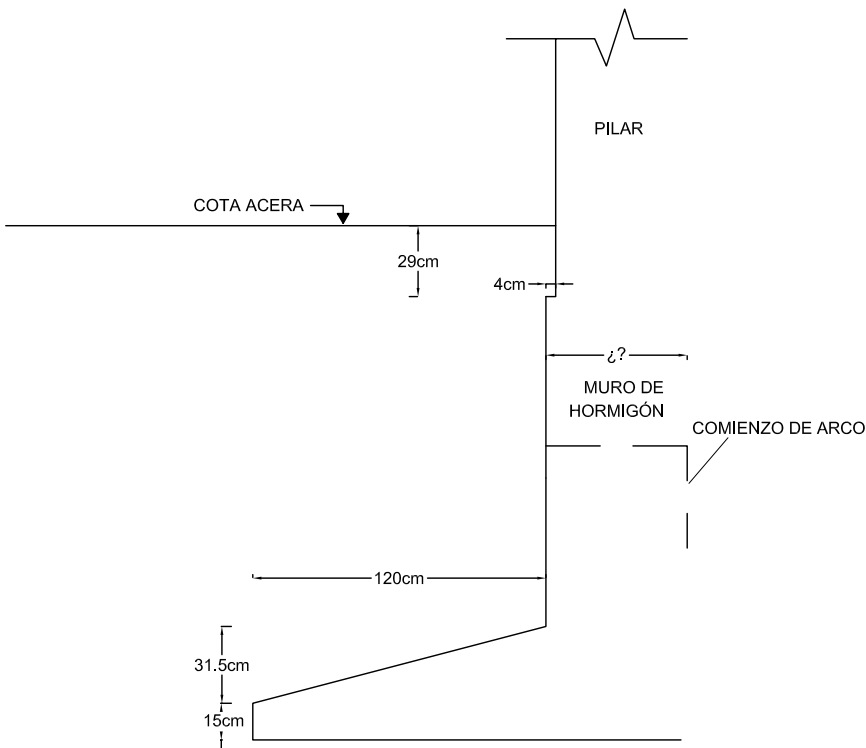 PILAR
COTA ACERA
29cm
4cm
¿?
MURO DE
HORMIGÓN
COMIENZO DE ARCO
120cm
31.5cm
15cm